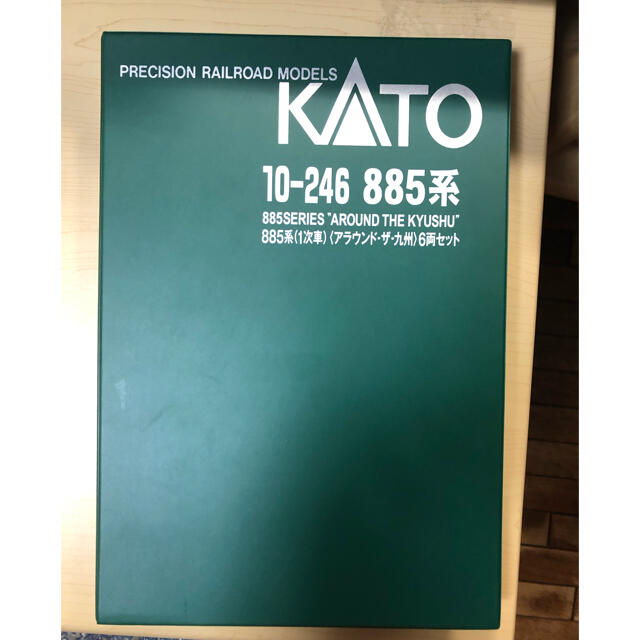 PRECISION RAILROAD MODELS
KATO
10-246 885系
885SERIES "AROUND THE KYUSHU"
885系(1次車)〈アラウンド・ザ・九州〉6両セット